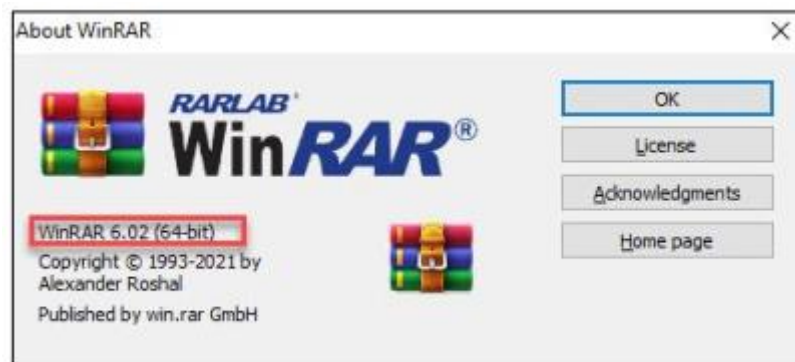 About WinRAR
RARLAB®
WinRAR®
OK
License
Acknowledgments
Home page
WinRAR 6.02 (64-bit)
Copyright © 1993-2021 by
Alexander Roshal
Published by win.rar GmbH